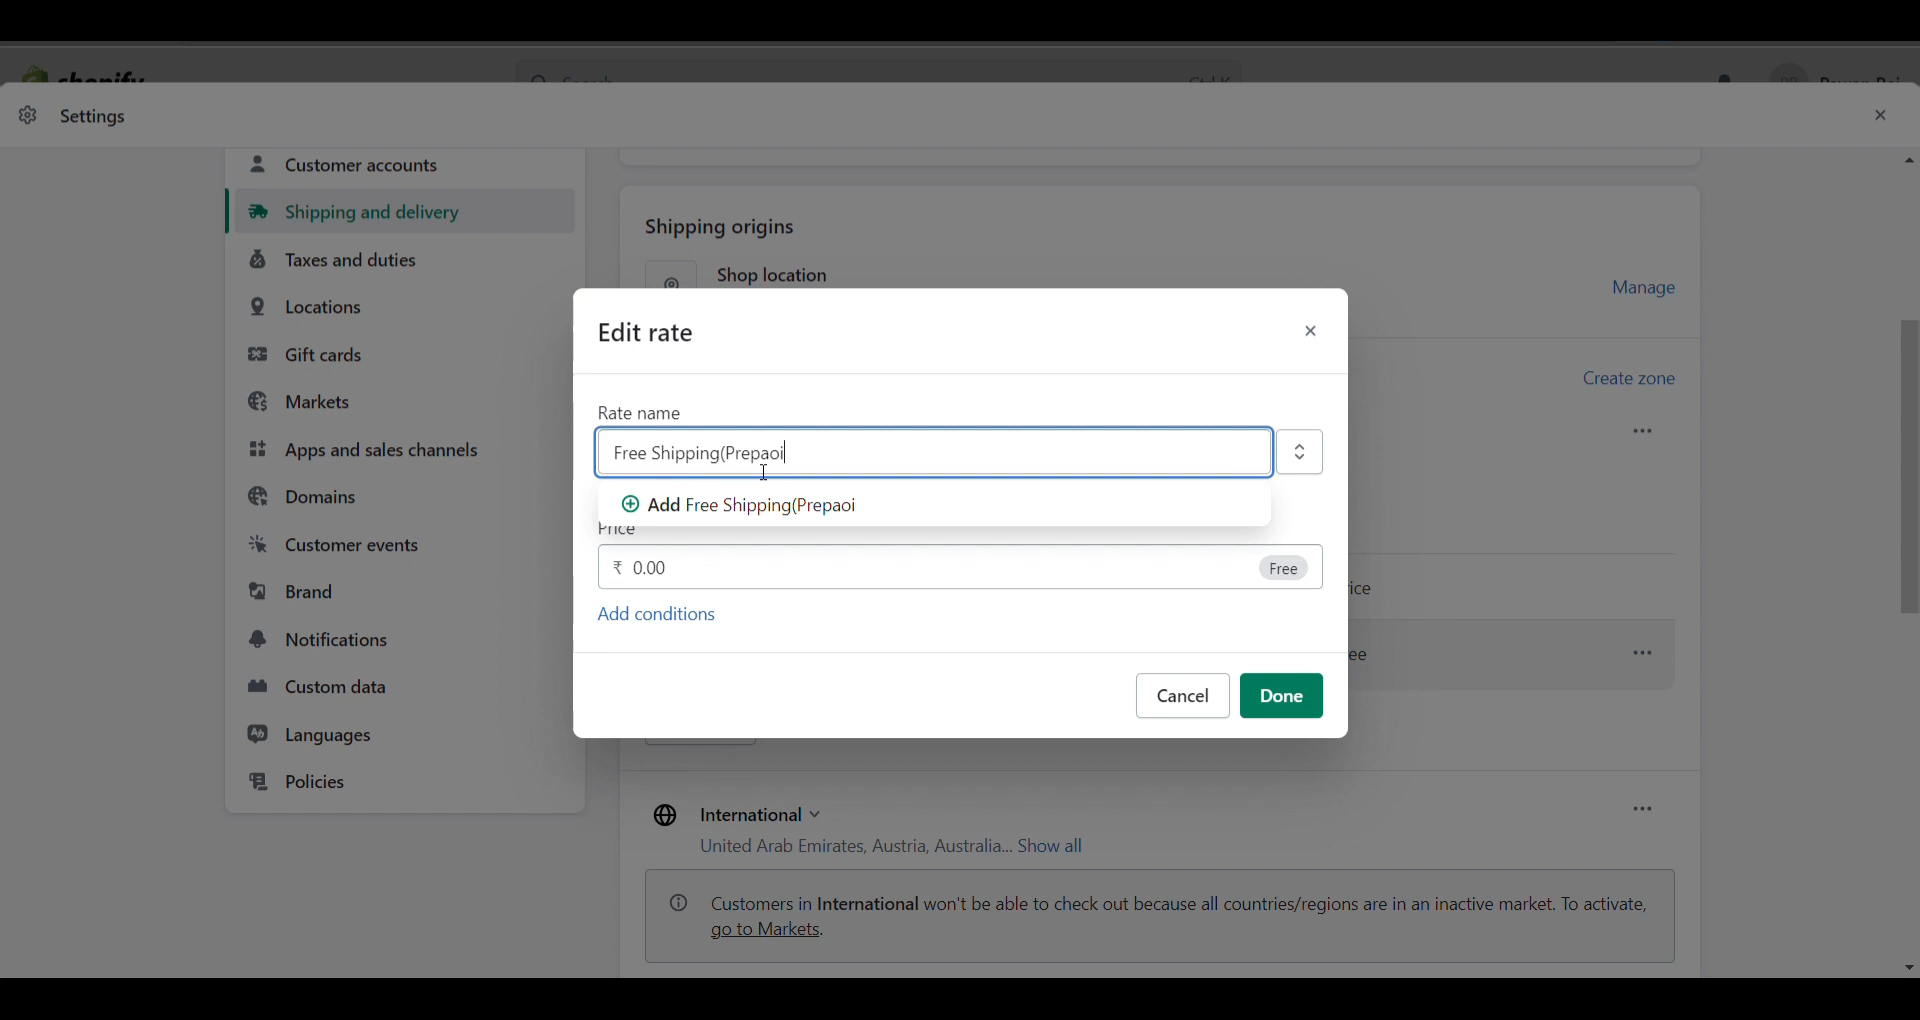 Settings
Customer accounts
Shipping and delivery
Taxes and duties
Locations
Gift cards
Markets
Apps and sales channels
Domains
Customer events
Brand
Notifications
Custom data
Languages
Policies
Shipping origins
Shop location
Manage
Create zone
Edit rate
Rate name
Free Shipping(Prepaoi
Add Free Shipping(Prepaoi
Price
₹ 0.00
Free
Add conditions
Cancel
Done
International
United Arab Emirates, Austria, Australia... Show all
Customers in International won't be able to check out because all countries/regions are in an inactive market. To activate,
go to Markets.